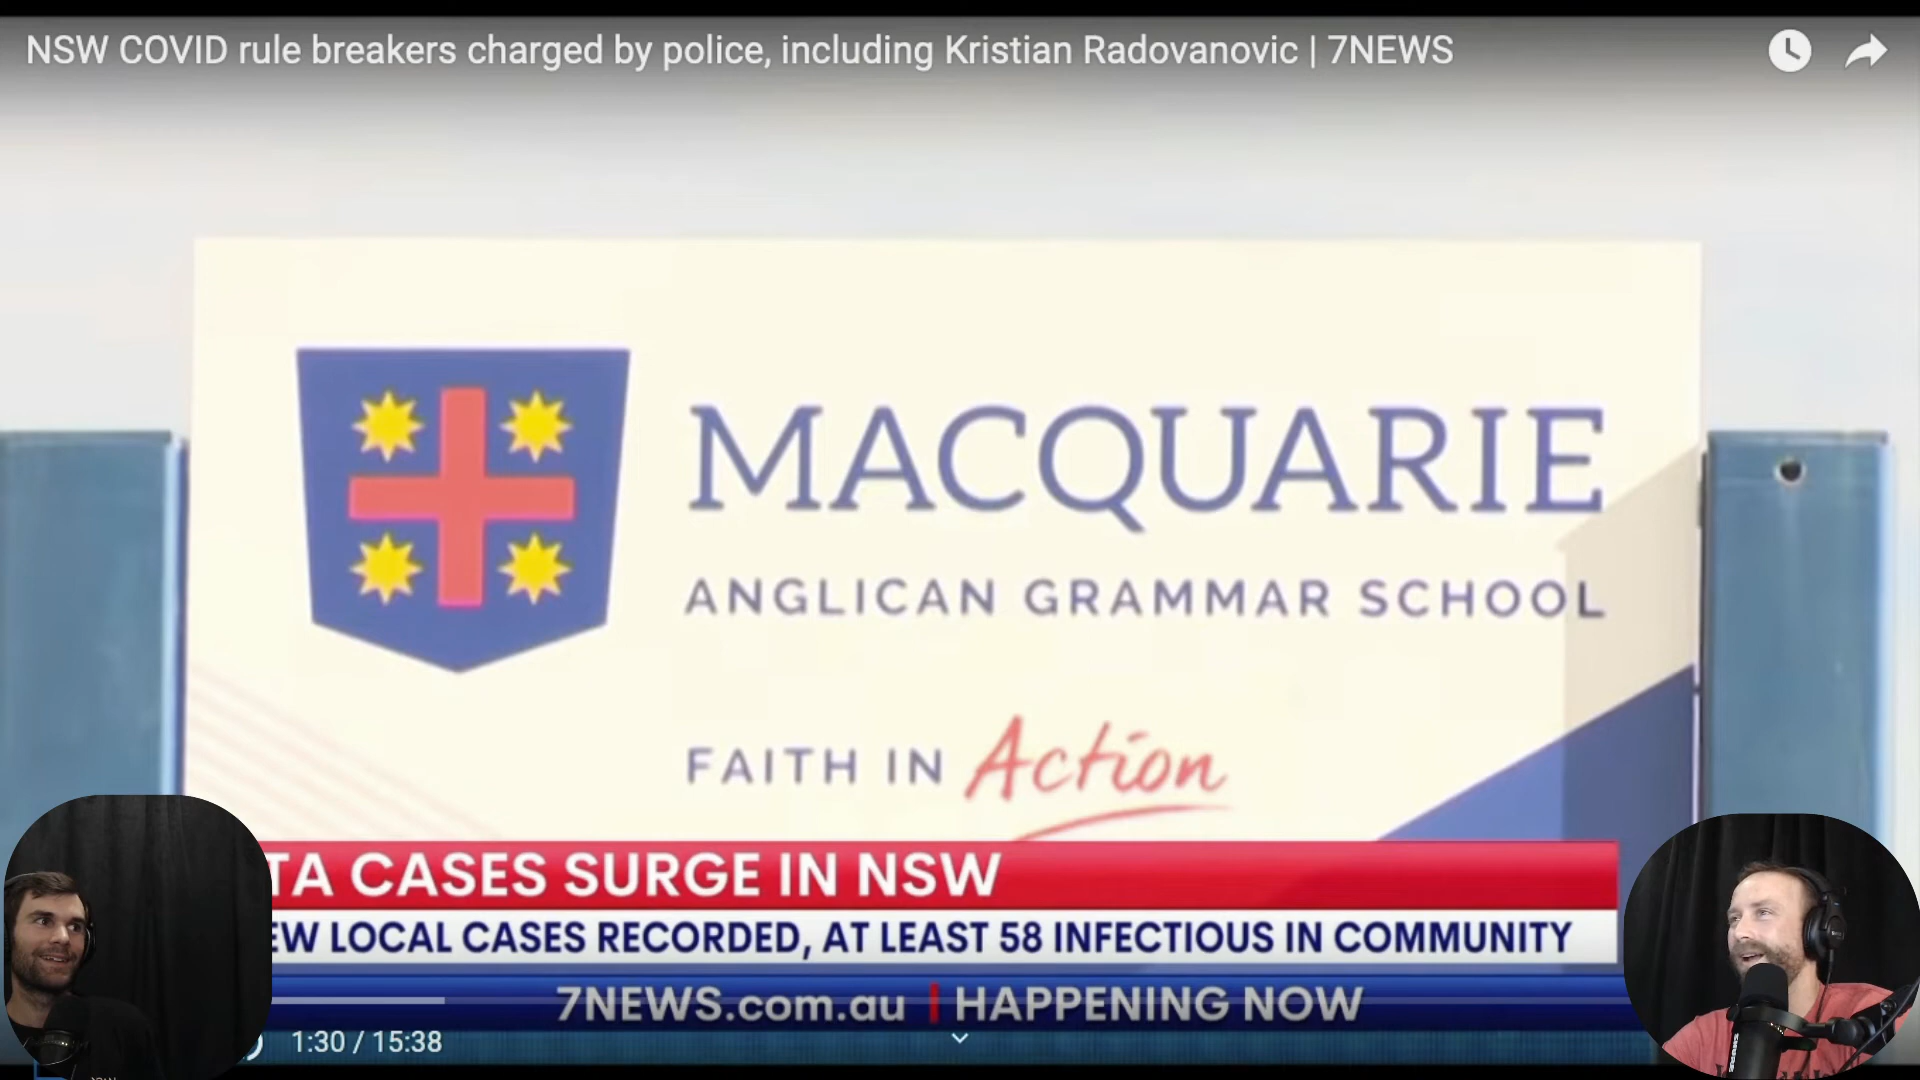 NSW COVID rule breakers charged by police, including Kristian Radovanovic | 7NEWS
MACQUARIE
ANGLICAN GRAMMAR SCHOOL
FAITH IN Action
TA CASES SURGE IN NSW
EW LOCAL CASES RECORDED, AT LEAST 58 INFECTIOUS IN COMMUNITY
7NEWS.com.au | HAPPENING NOW
1:30 / 15:38